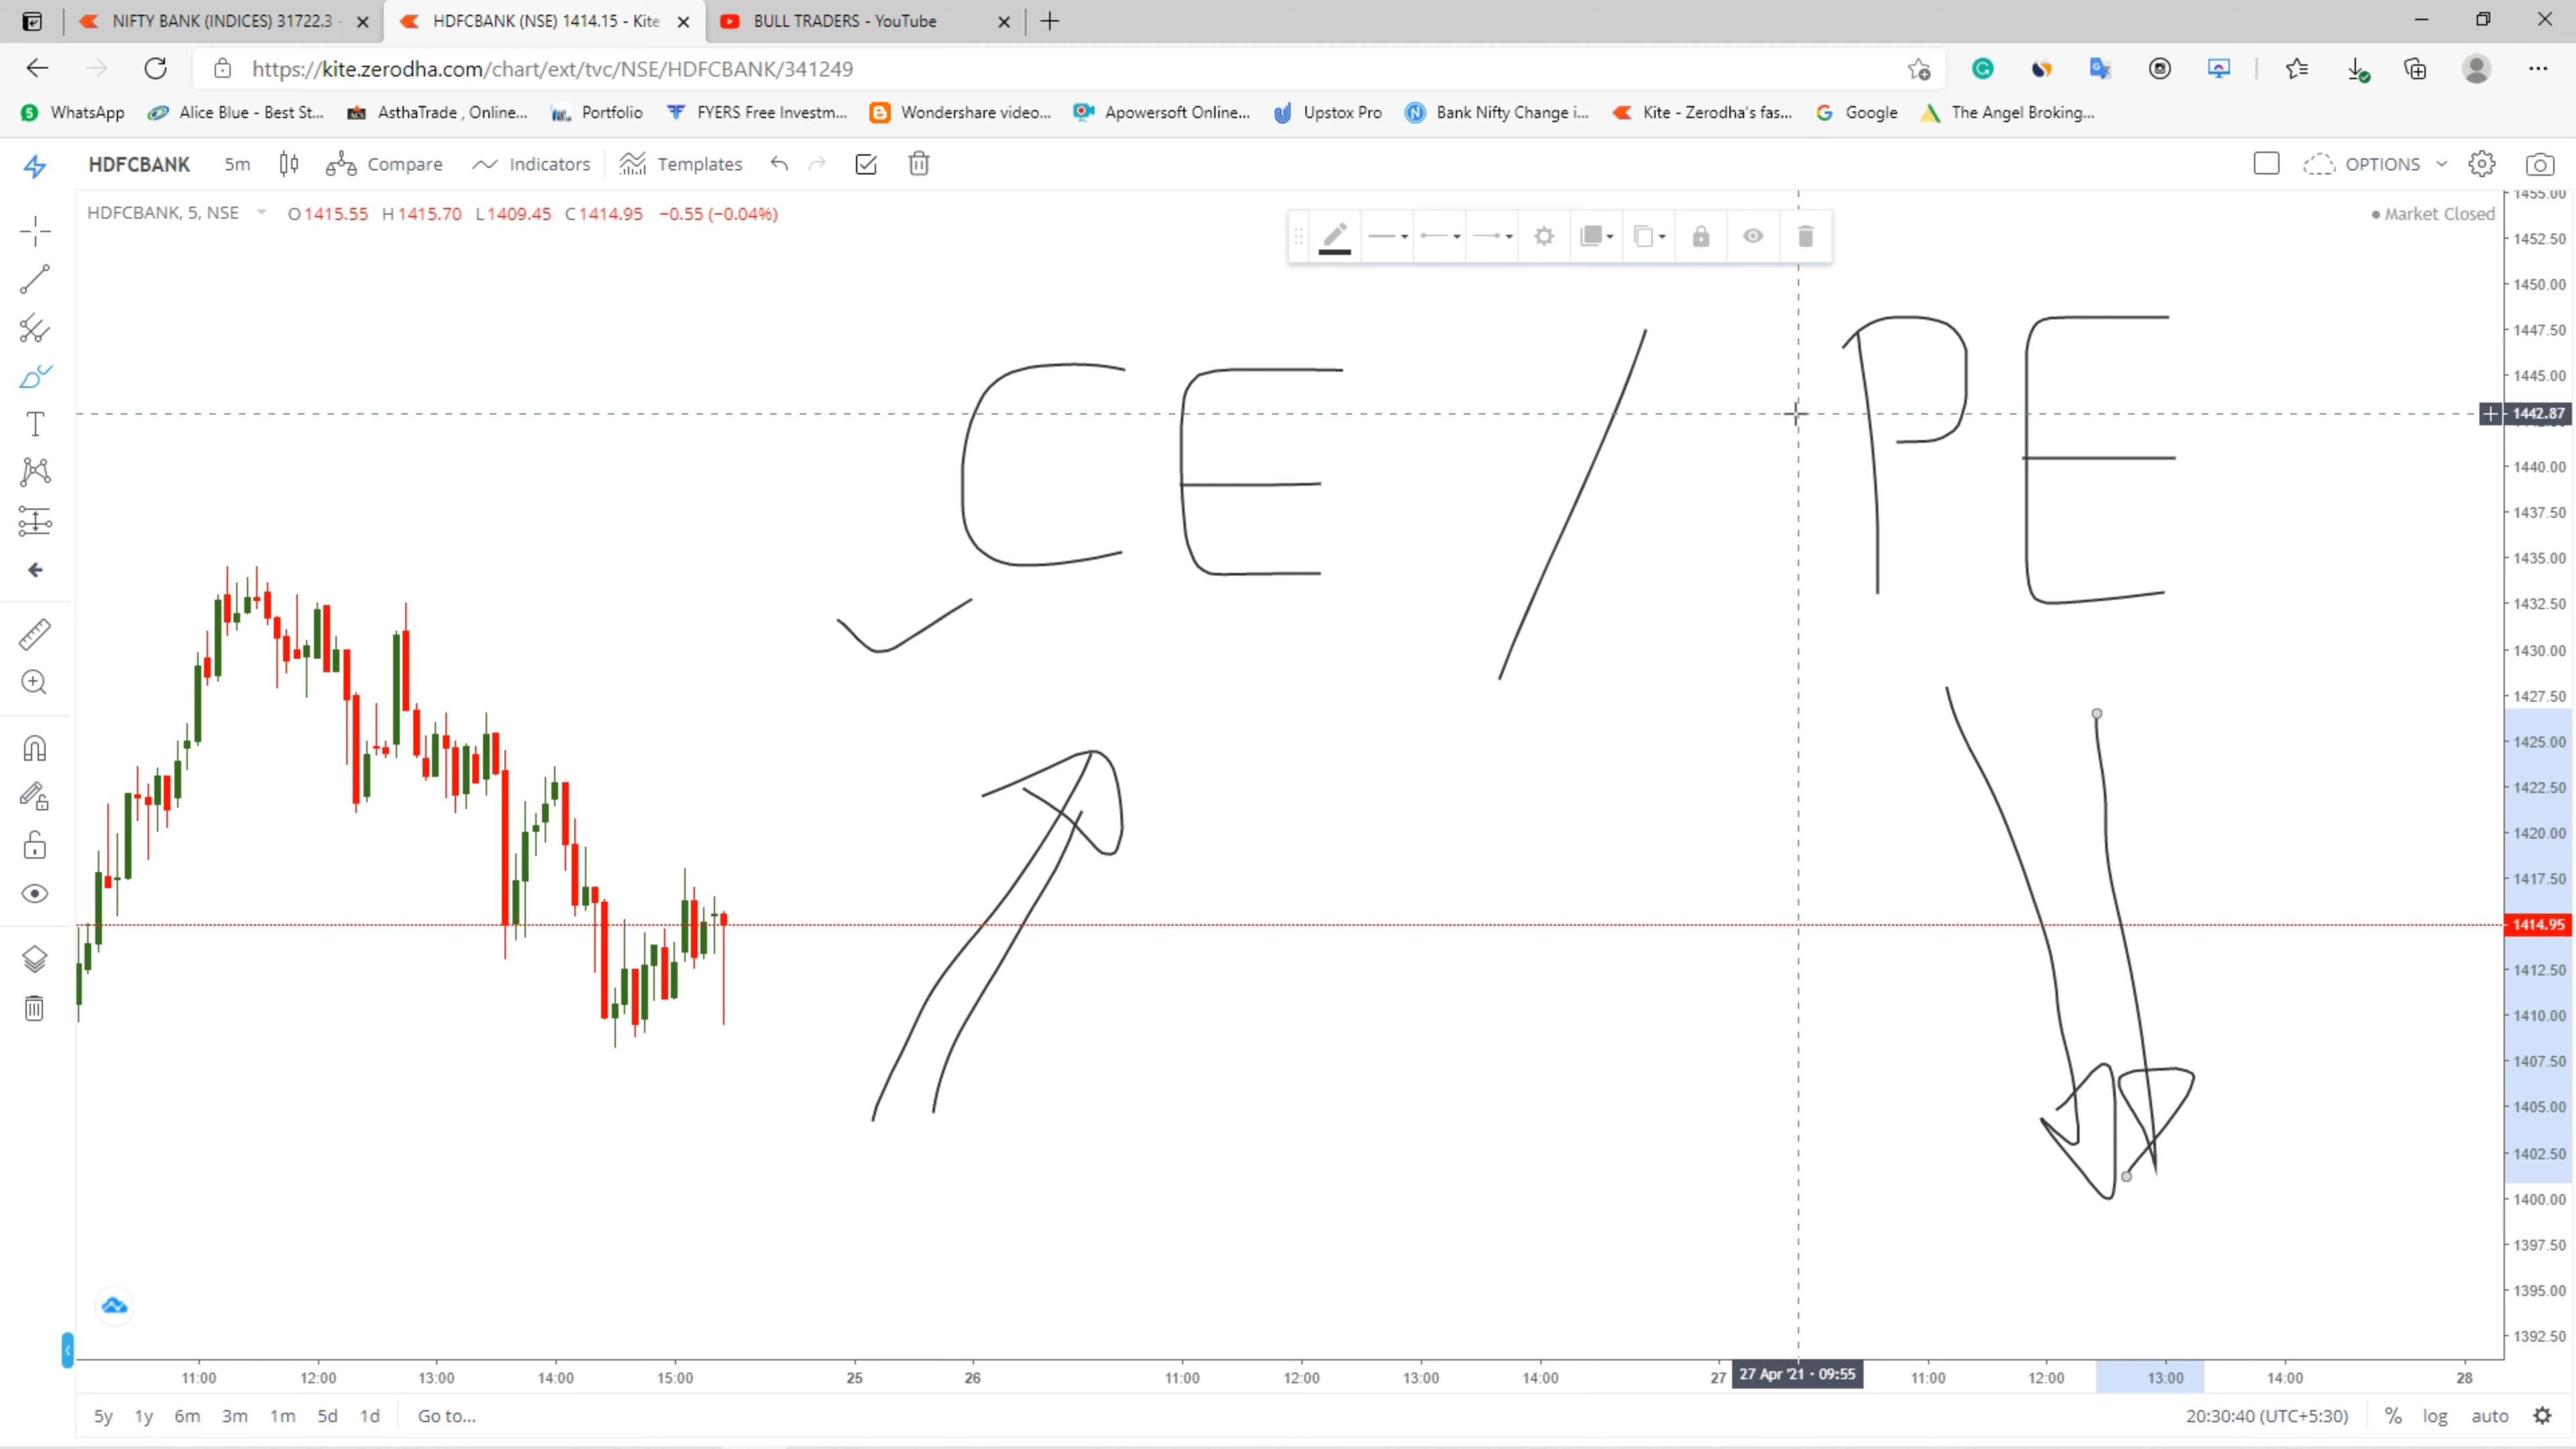 NIFTY BANK (INDICES) 31722.3 -
HDFCBANK (NSE) 1414.15 - Kite
BULL TRADERS - YouTube
https://kite.zerodha.com/chart/ext/tvc/NSE/HDFCBANK/341249
WhatsApp
Alice Blue - Best St...
AsthaTrade , Online...
Portfolio
FYERS Free Investm...
Wondershare video...
Apowersoft Online...
Upstox Pro
Bank Nifty Change i...
Kite - Zerodha's fas...
Google
The Angel Broking...
HDFCBANK
5m
Compare
Indicators
Templates
OPTIONS
HDFCBANK, 5, NSE
O1415.55 H1415.70 L1409.45 C1414.95 −0.55 (−0.04%)
Market Closed
1455.00
1452.50
1450.00
1447.50
1445.00
1442.87
1440.00
1437.50
1435.00
1432.50
1430.00
1427.50
1425.00
1422.50
1420.00
1417.50
1414.95
1412.50
1410.00
1407.50
1405.00
1402.50
1400.00
1397.50
1395.00
1392.50
CE / PE
11:00 12:00 13:00 14:00 15:00 25 26 11:00 12:00 13:00 14:00 27 27 Apr '21 · 09:55 11:00 12:00 13:00 14:00 28
5y 1y 6m 3m 1m 5d 1d Go to...
20:30:40 (UTC+5:30) % log auto